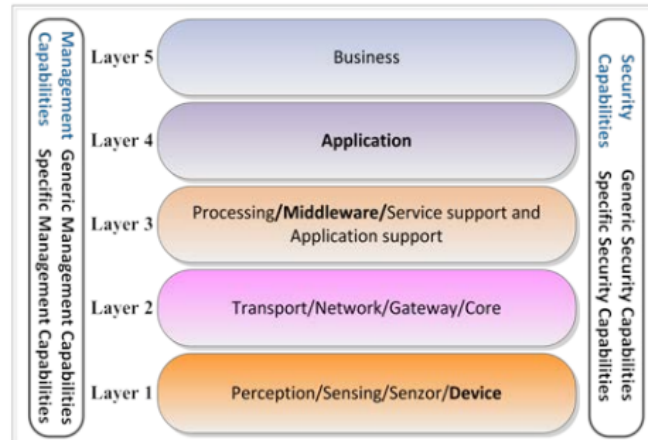 Management Capabilities
Generic Management Capabilities
Specific Management Capabilities
Layer 5
Business
Layer 4
Application
Layer 3
Processing/Middleware/Service support and
Application support
Layer 2
Transport/Network/Gateway/Core
Layer 1
Perception/Sensing/Senzor/Device
Security
Capabilities
Generic Security Capabilities
Specific Security Capabilities